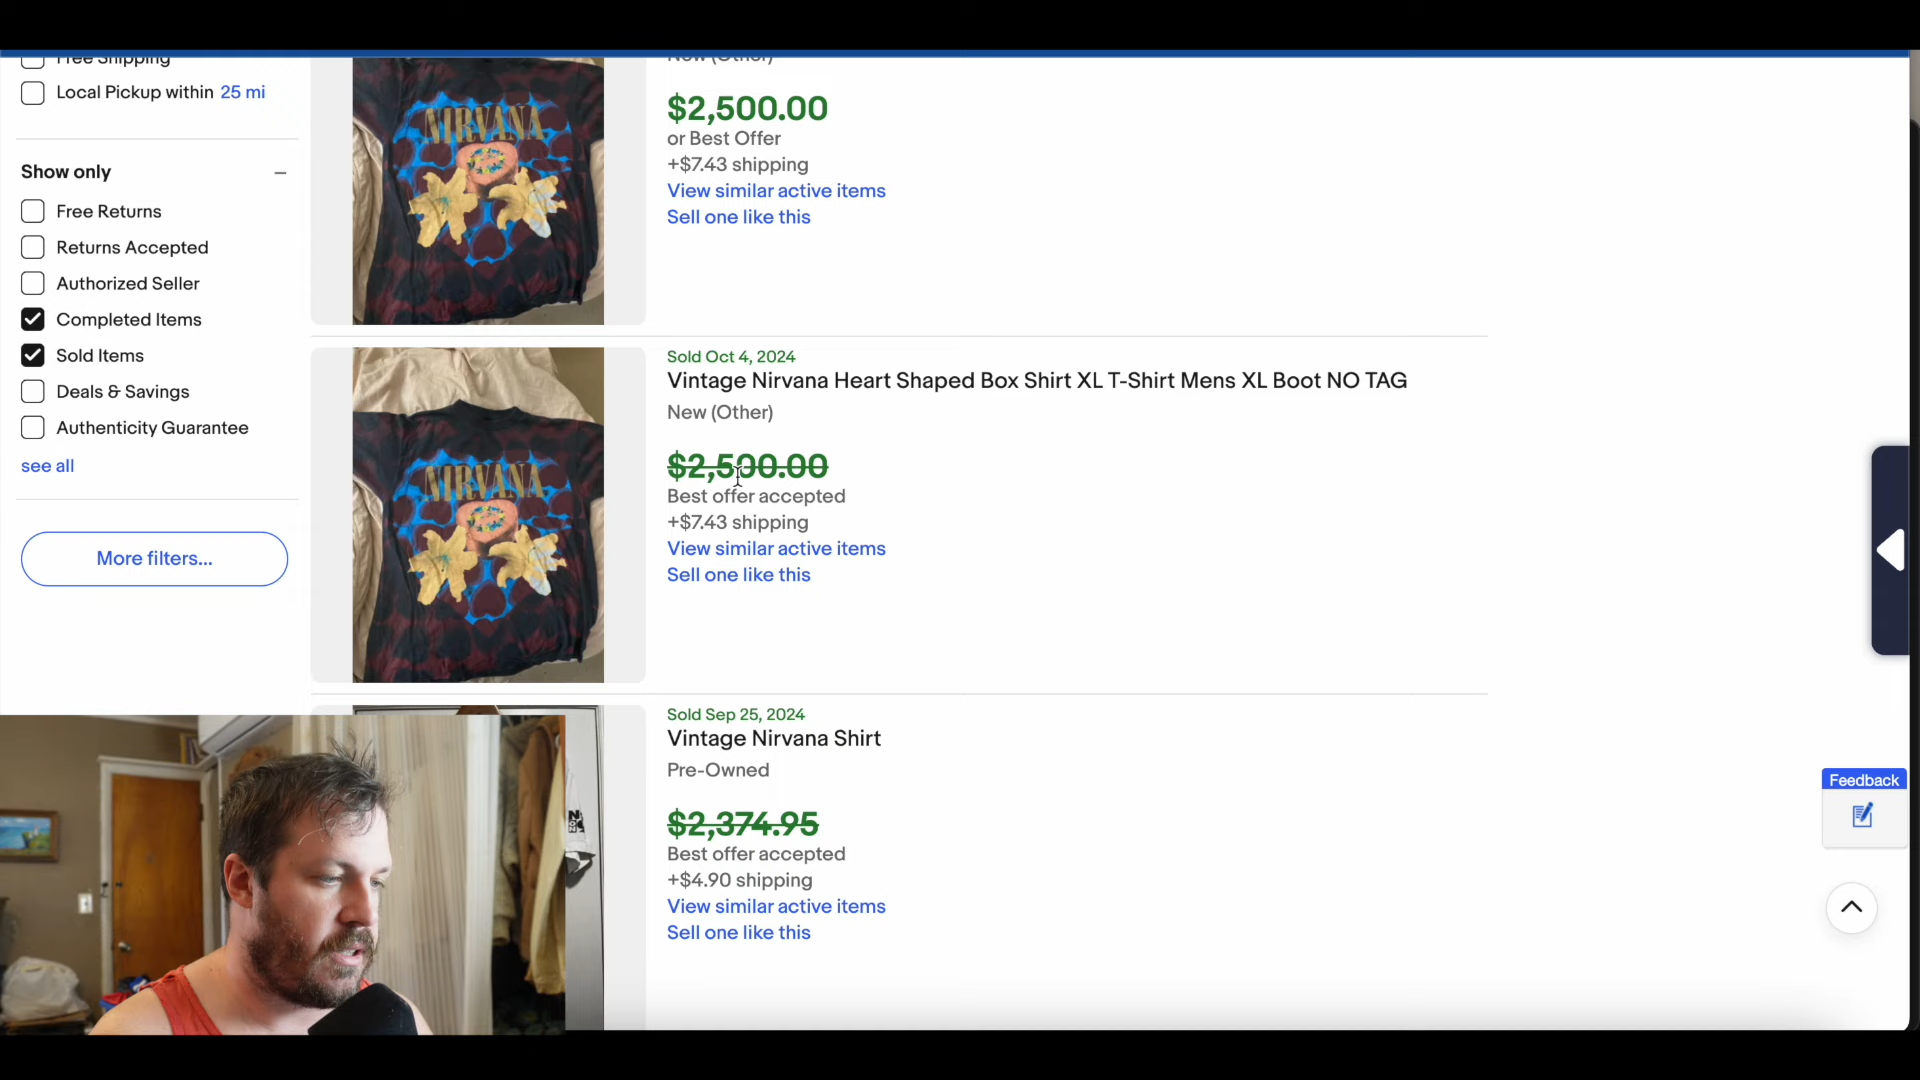 Free Shipping
Local Pickup within 25 mi
Show only
Free Returns
Returns Accepted
Authorized Seller
Completed Items
Sold Items
Deals & Savings
Authenticity Guarantee
see all
More filters...
New (Other)
NIRVANA
$2,500.00
or Best Offer
+$7.43 shipping
View similar active items
Sell one like this
NIRVANA
Sold Oct 4, 2024
Vintage Nirvana Heart Shaped Box Shirt XL T-Shirt Mens XL Boot NO TAG
New (Other)
$2,500.00
Best offer accepted
+$7.43 shipping
View similar active items
Sell one like this
Sold Sep 25, 2024
Vintage Nirvana Shirt
Pre-Owned
$2,374.95
Best offer accepted
+$4.90 shipping
View similar active items
Sell one like this
Feedback